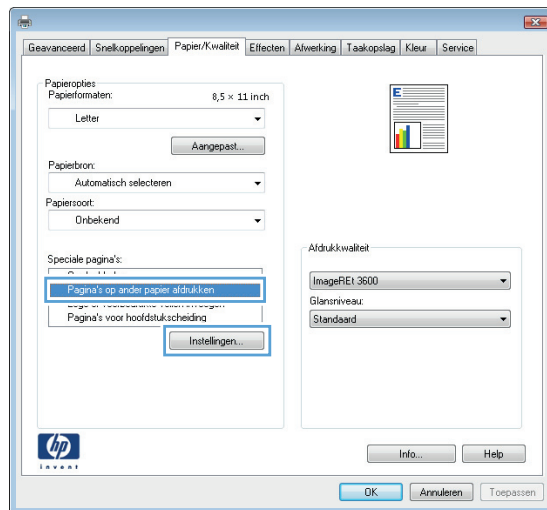 Geavanceerd Snelkoppelingen Papier/Kwaliteit Effecten Afwerking Taakopslag Kleur Service
Papieropties
Papierformaten: 8,5 × 11 inch
Letter
Aangepast...
Papierbron:
Automatisch selecteren
Papiersoort:
Onbekend
Speciale pagina's:
Pagina's op ander papier afdrukken
Pagina's voor hoofdstukscheiding
Instellingen...
E
Afdrukkwaliteit
ImageREt 3600
Glansniveau:
Standaard
hp
invent
Info... Help
OK Annuleren Toepassen